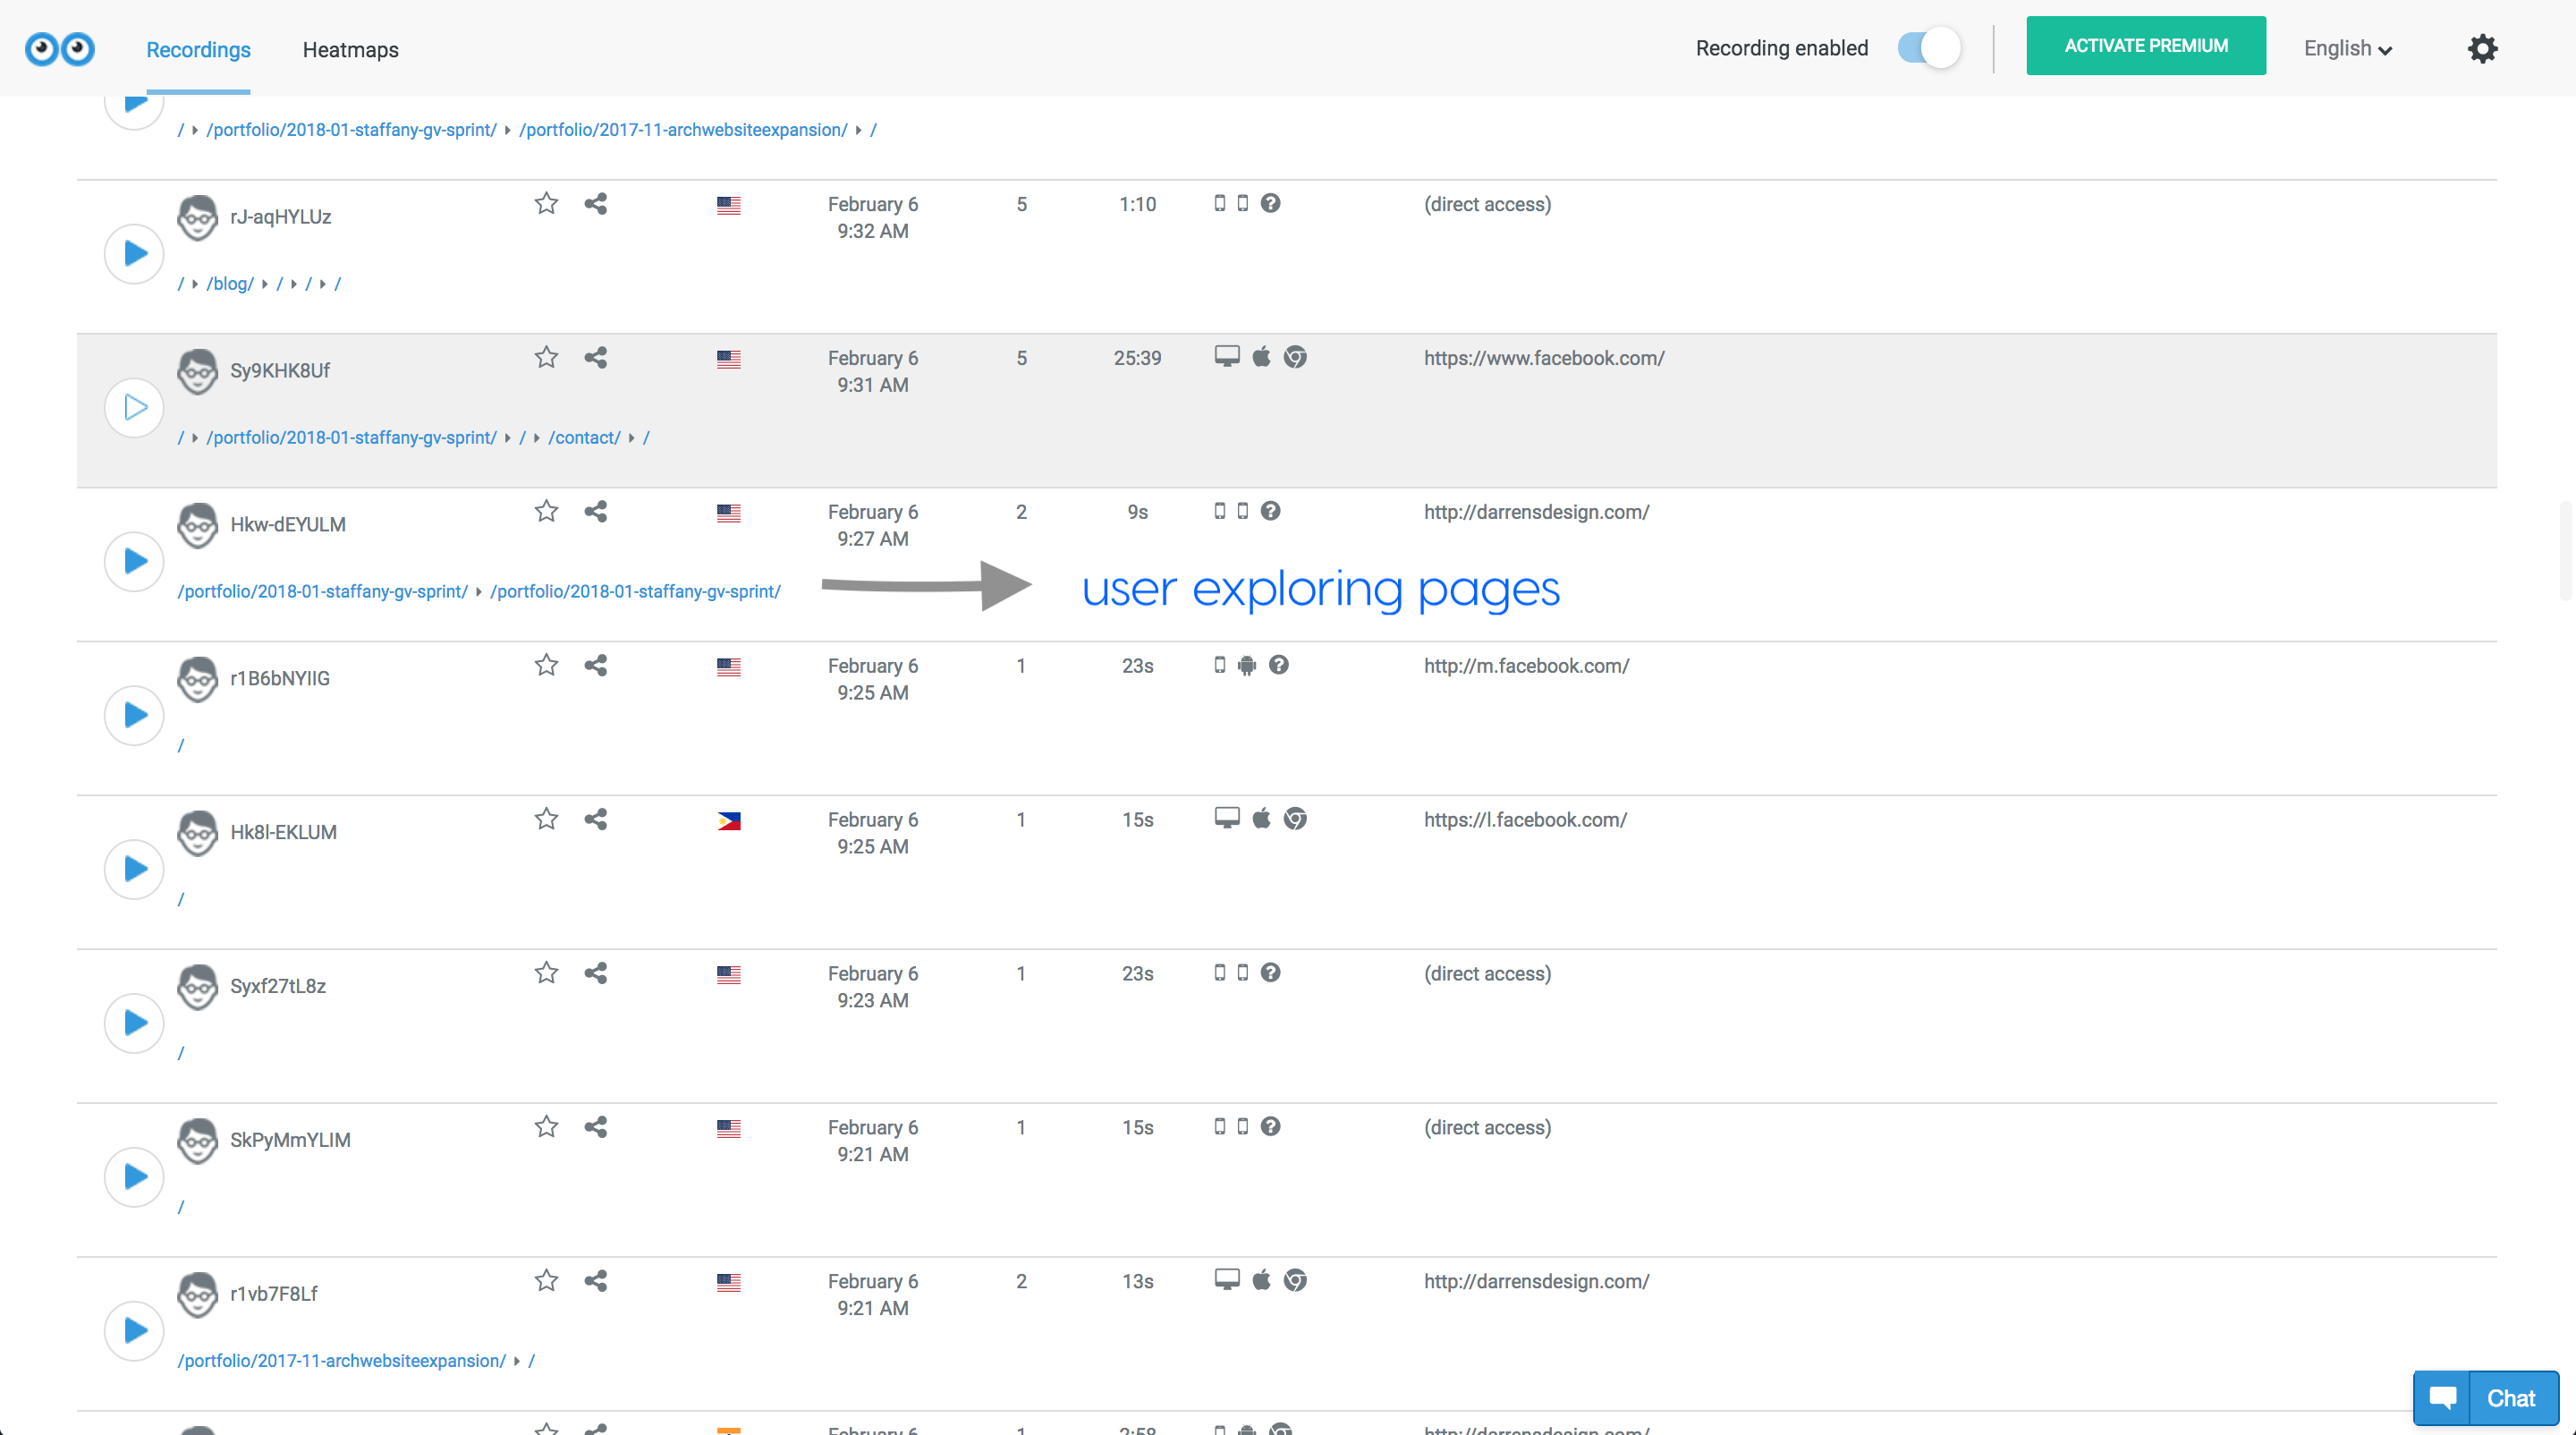 Recordings Heatmaps Recording enabled ACTIVATE PREMIUM English
/ /portfolio/2018-01-staffany-gv-sprint/ /portfolio/2017-11-archwebsiteexpansion/ /
rJ-aqHYLUz February 6 5 1:10 (direct access)
9:32 AM
/ /blog/ / / /
Sy9KHK8Uf February 6 5 25:39 https://www.facebook.com/
9:31 AM
/ /portfolio/2018-01-staffany-gv-sprint/ / /contact/ /
Hkw-dEYULM February 6 2 9s http://darrensdesign.com/
9:27 AM
/portfolio/2018-01-staffany-gv-sprint/ /portfolio/2018-01-staffany-gv-sprint/ user exploring pages
r1B6bNYIIG February 6 1 23s http://m.facebook.com/
9:25 AM
/
Hk8l-EKLUM February 6 1 15s https://l.facebook.com/
9:25 AM
/
Syxf27tL8z February 6 1 23s (direct access)
9:23 AM
/
SkPyMmYLIM February 6 1 15s (direct access)
9:21 AM
/
r1vb7F8Lf February 6 2 13s http://darrensdesign.com/
9:21 AM
/portfolio/2017-11-archwebsiteexpansion/ /
Chat
February 6 1 2:58 http://darrensdesign.com/